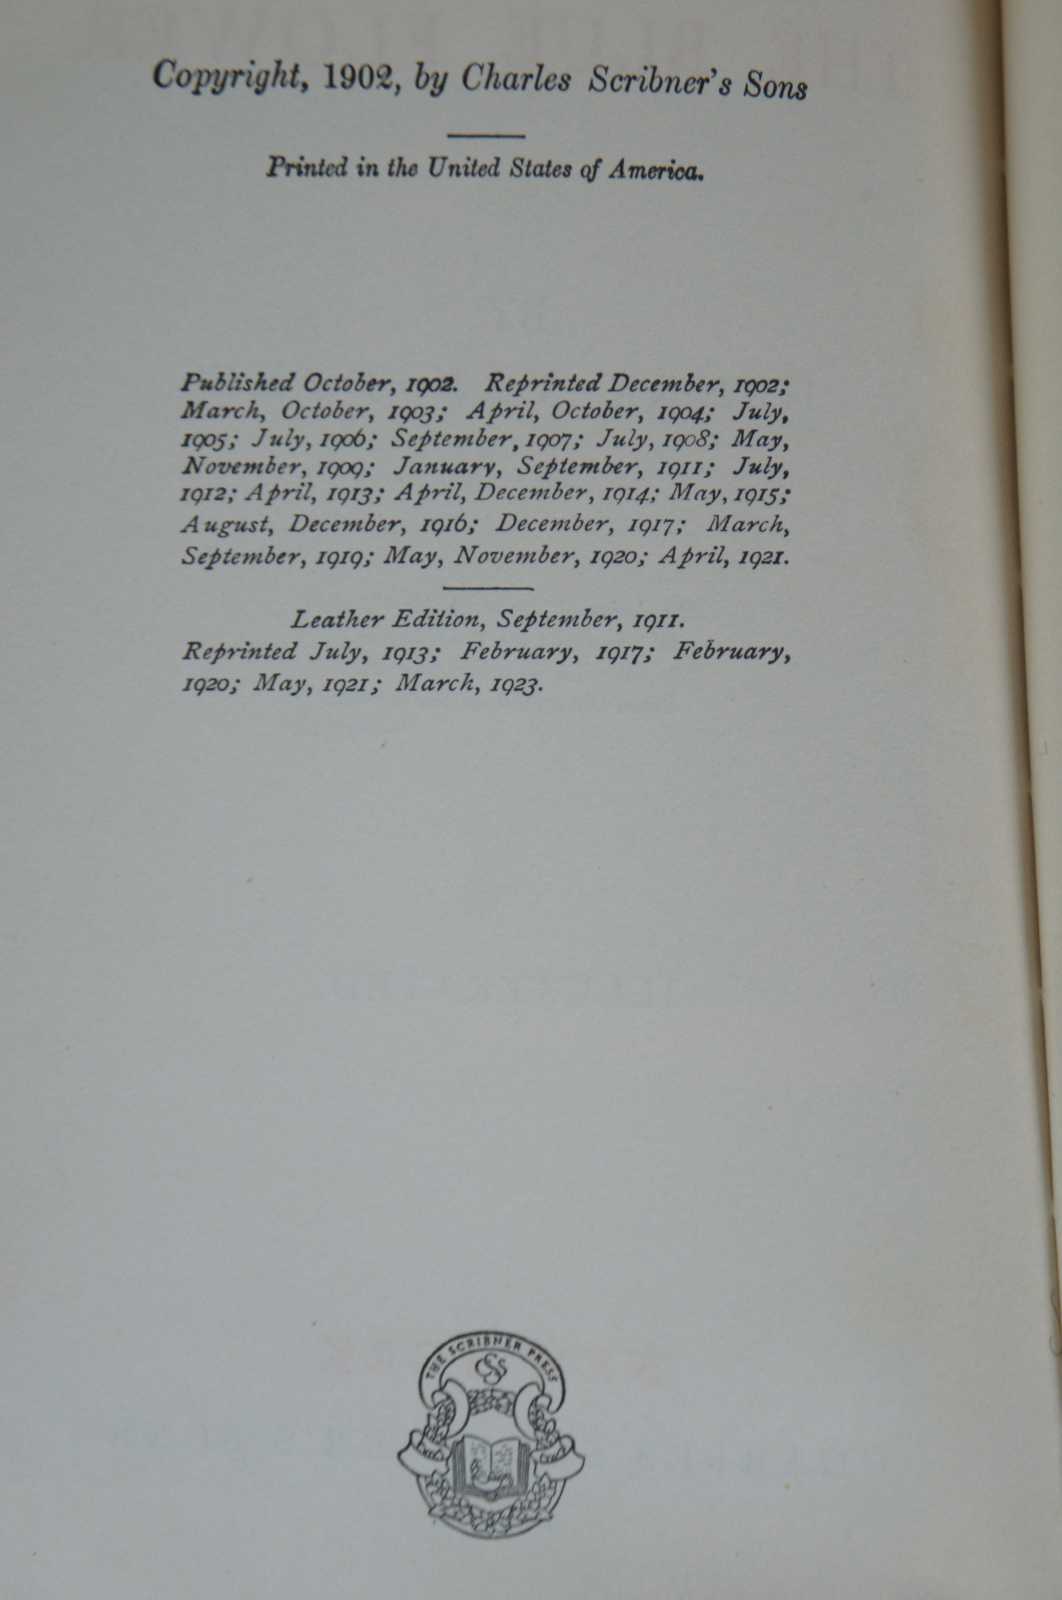 Copyright, 1902, by Charles Scribner's Sons
Printed in the United States of America.
Published October, 1902. Reprinted December, 1902;
March, October, 1903; April, October, 1904; July,
1905; July, 1906; September, 1907; July, 1908; May,
November, 1909; January, September, 1911; July,
1912; April, 1913; April, December, 1914; May, 1915;
August, December, 1916; December, 1917; March,
September, 1919; May, November, 1920; April, 1921.
Leather Edition, September, 1911.
Reprinted July, 1913; February, 1917; February,
1920; May, 1921; March, 1923.
THE SCRIBNER PRESS
CSS